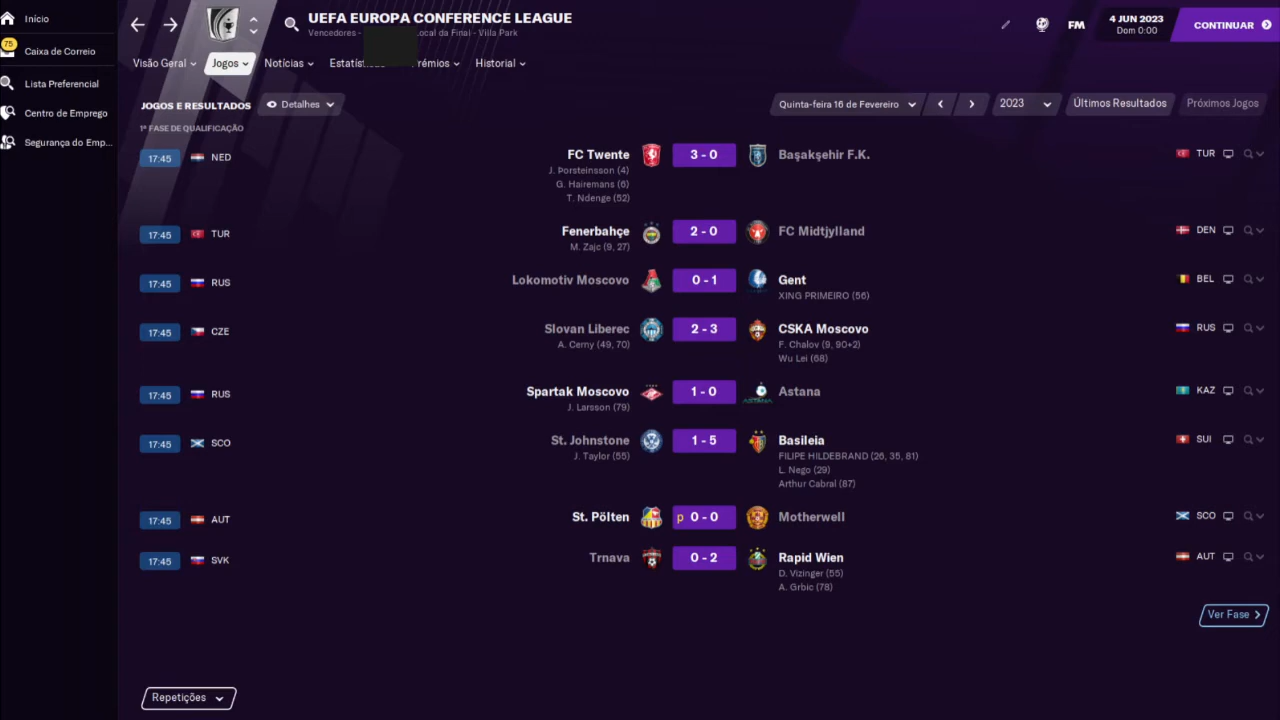 Início
75
Caixa de Correio
Lista Preferencial
Centro de Emprego
Segurança do Emp...
UEFA EUROPA CONFERENCE LEAGUE
Vencedores - ocal da Final - Villa Park
FM
4 JUN 2023
Dom 0:00
CONTINUAR
Visão Geral
Jogos
Notícias
Prémios
Historial
JOGOS E RESULTADOS
Detalhes
Quinta-feira 16 de Fevereiro
2023
Últimos Resultados
Próximos Jogos
1ª FASE DE QUALIFICAÇÃO
17:45 NED FC Twente 3 - 0 Başakşehir F.K. TUR
J. Þorsteinsson (4)
G. Hairemans (6)
T. Ndenge (52)
17:45 TUR Fenerbahçe 2 - 0 FC Midtjylland DEN
M. Zajc (9, 27)
17:45 RUS Lokomotiv Moscovo 0 - 1 Gent BEL
XING PRIMEIRO (56)
17:45 CZE Slovan Liberec 2 - 3 CSKA Moscovo RUS
A. Cerny (49, 70) F. Chalov (9, 90+2)
Wu Lei (68)
17:45 RUS Spartak Moscovo 1 - 0 Astana KAZ
J. Larsson (79)
17:45 SCO St. Johnstone 1 - 5 Basileia SUI
J. Taylor (55) FILIPE HILDEBRAND (26, 35, 81)
L. Nego (29)
Arthur Cabral (87)
17:45 AUT St. Pölten p 0 - 0 Motherwell SCO
17:45 SVK Trnava 0 - 2 Rapid Wien AUT
D. Vizinger (55)
A. Grbic (78)
Ver Fase
Repetições